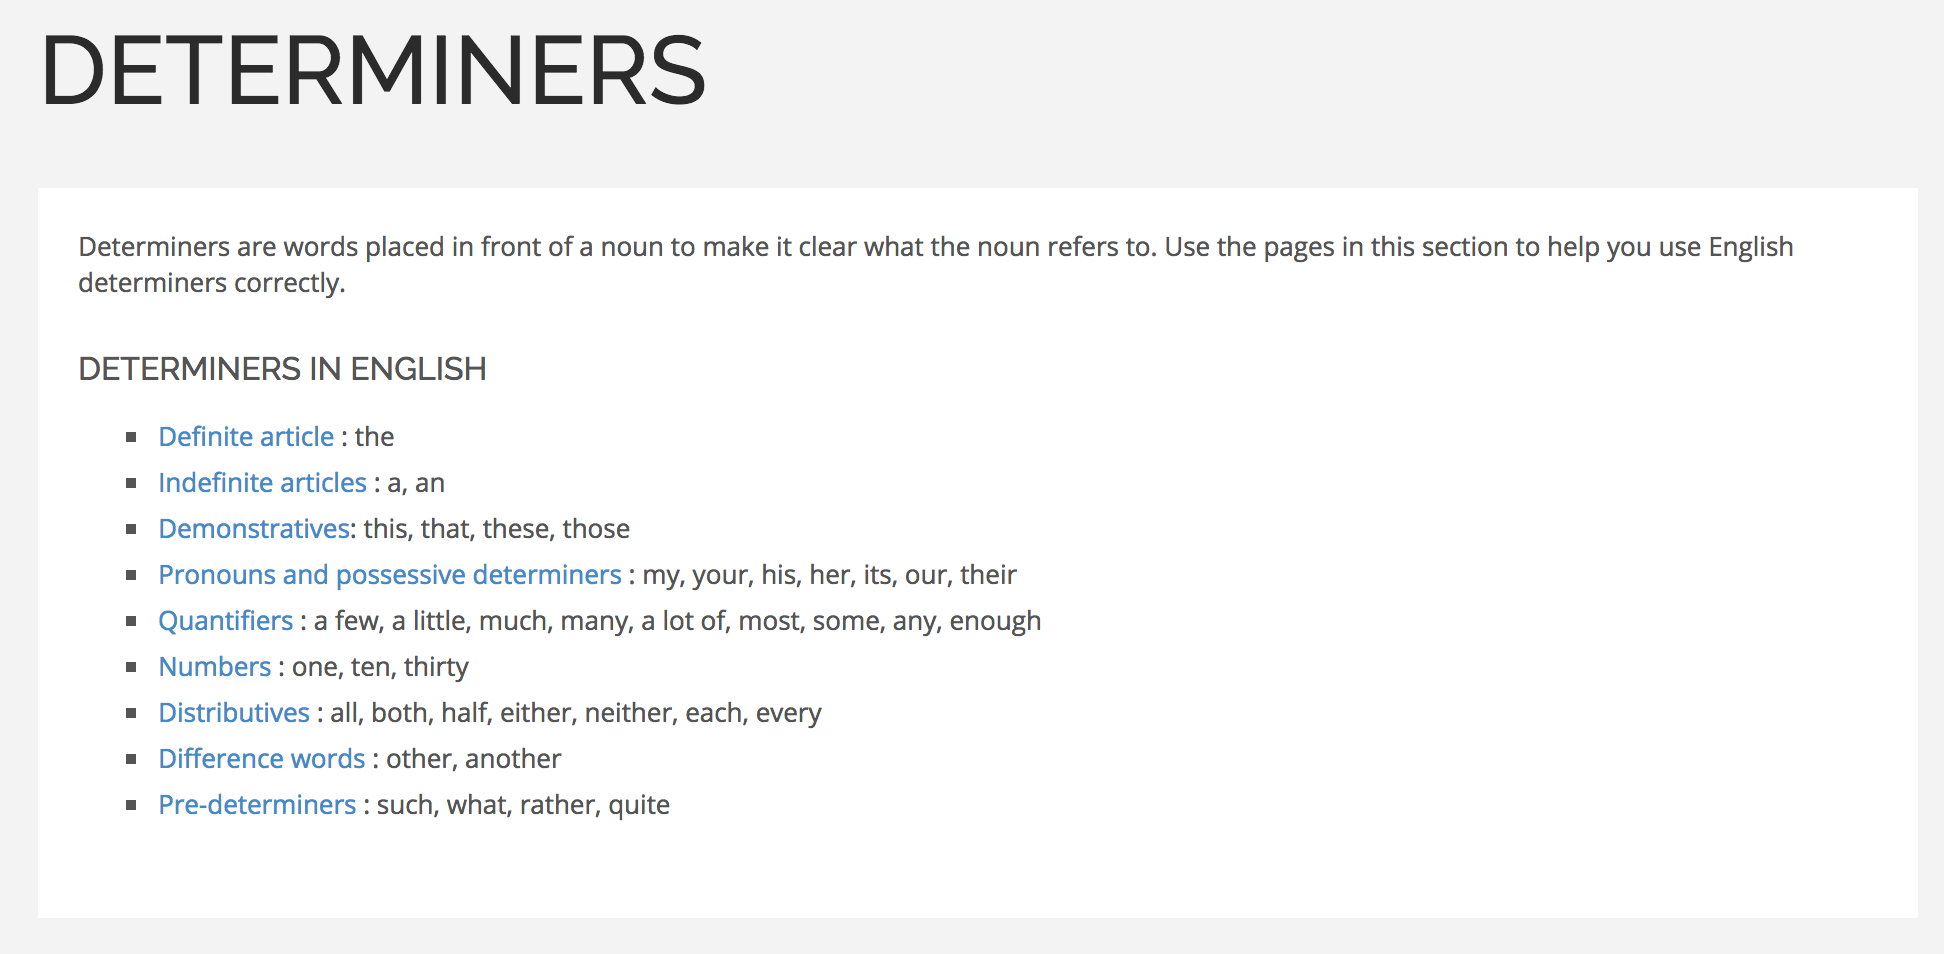 DETERMINERS
Determiners are words placed in front of a noun to make it clear what the noun refers to. Use the pages in this section to help you use English
determiners correctly.
DETERMINERS IN ENGLISH
Definite article : the
Indefinite articles : a, an
Demonstratives: this, that, these, those
Pronouns and possessive determiners : my, your, his, her, its, our, their
Quantifiers : a few, a little, much, many, a lot of, most, some, any, enough
Numbers : one, ten, thirty
Distributives : all, both, half, either, neither, each, every
Difference words : other, another
Pre-determiners : such, what, rather, quite